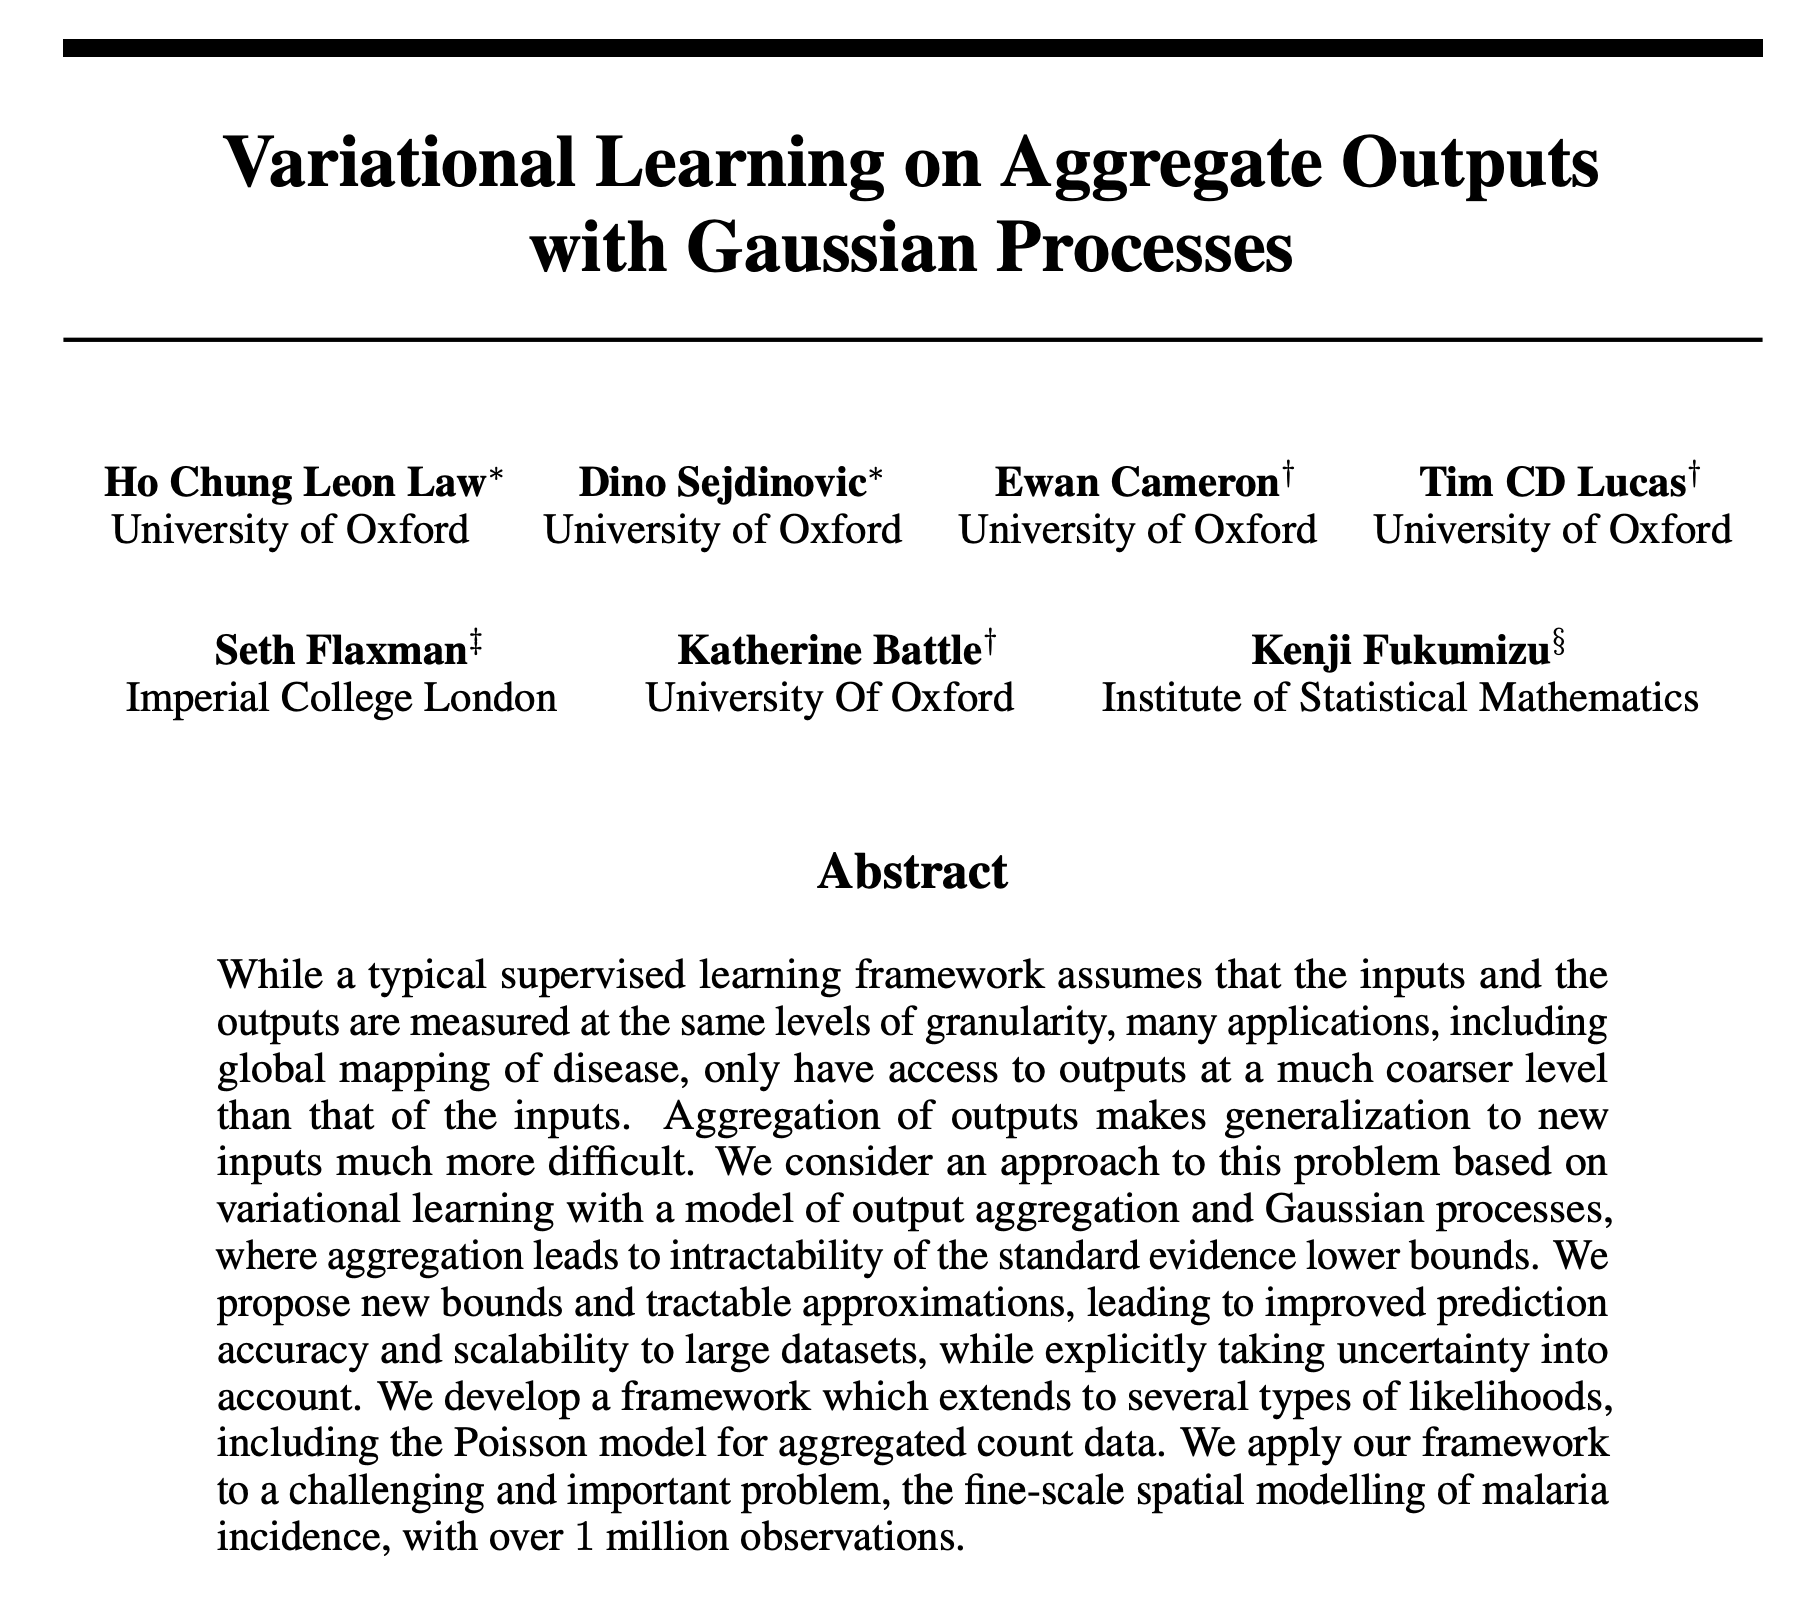 Variational Learning on Aggregate Outputs
with Gaussian Processes
Ho Chung Leon Law* Dino Sejdinovic* Ewan Cameron† Tim CD Lucas†
University of Oxford University of Oxford University of Oxford University of Oxford
Seth Flaxman‡ Katherine Battle† Kenji Fukumizu§
Imperial College London University Of Oxford Institute of Statistical Mathematics
Abstract
While a typical supervised learning framework assumes that the inputs and the
outputs are measured at the same levels of granularity, many applications, including
global mapping of disease, only have access to outputs at a much coarser level
than that of the inputs. Aggregation of outputs makes generalization to new
inputs much more difficult. We consider an approach to this problem based on
variational learning with a model of output aggregation and Gaussian processes,
where aggregation leads to intractability of the standard evidence lower bounds. We
propose new bounds and tractable approximations, leading to improved prediction
accuracy and scalability to large datasets, while explicitly taking uncertainty into
account. We develop a framework which extends to several types of likelihoods,
including the Poisson model for aggregated count data. We apply our framework
to a challenging and important problem, the fine-scale spatial modelling of malaria
incidence, with over 1 million observations.